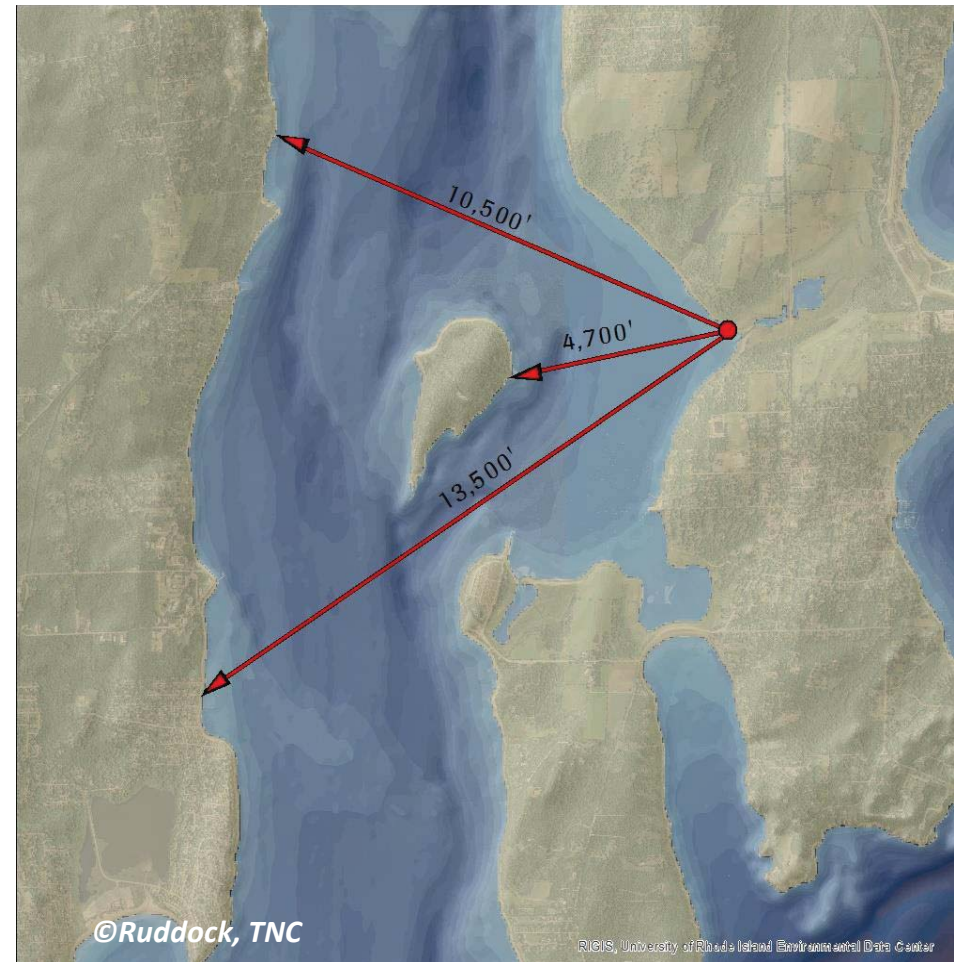 10,500'
4,700'
13,500'
©Ruddock, TNC
RIGIS, University of Rhode Island Environmental Data Center